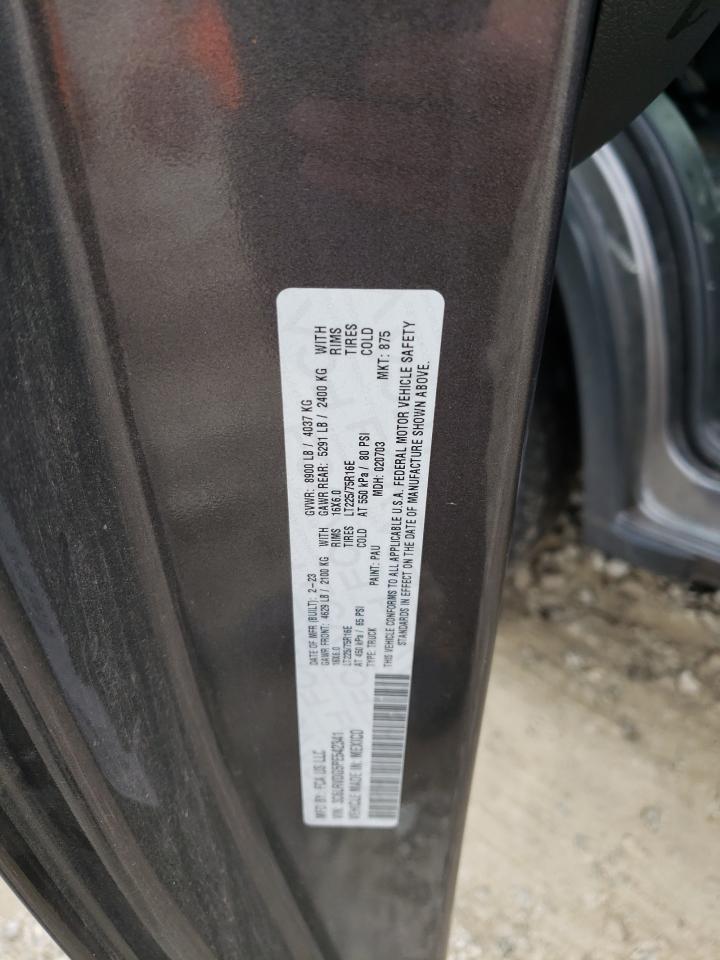 MFD BY: FCA US LLC
DATE OF MFR (BUILT): 2-23
GVWR: 8900 LB / 4037 KG
GAWR FRONT: 4629 LB / 2100 KG WITH
GAWR REAR: 5291 LB / 2400 KG WITH
16X6.0 RIMS
16X6.0 RIMS
LT225/75R16E TIRES
LT225/75R16E TIRES
AT 450 kPa / 65 PSI COLD
AT 550 kPa / 80 PSI COLD
VEHICLE MADE IN: MEXICO
TYPE: TRUCK PAINT: PAU MDH: 020703 MKT: 875
THIS VEHICLE CONFORMS TO ALL APPLICABLE U.S.A. FEDERAL MOTOR VEHICLE SAFETY
STANDARDS IN EFFECT ON THE DATE OF MANUFACTURE SHOWN ABOVE.